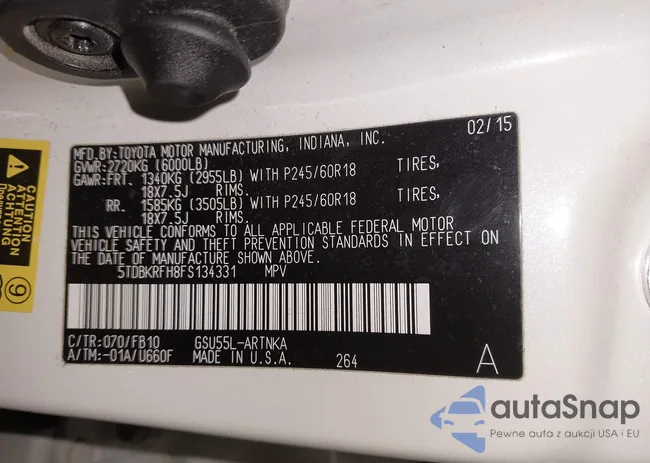 MFD.BY:TOYOTA MOTOR MANUFACTURING, INDIANA, INC. 02/15
GVWR:2720KG (6000LB)
GAWR:FRT. 1340KG (2955LB) WITH P245/60R18 TIRES,
18X7.5J RIMS.
RR. 1585KG (3505LB) WITH P245/60R18 TIRES,
18X7.5J RIMS.
THIS VEHICLE CONFORMS TO ALL APPLICABLE FEDERAL MOTOR
VEHICLE SAFETY AND THEFT PREVENTION STANDARDS IN EFFECT ON
THE DATE OF MANUFACTURE SHOWN ABOVE.
5TDBKRFH8FS134331 MPV
C/TR:070/FB10 GSU55L-ARTNKA
A/TM:-01A/U660F MADE IN U.S.A. 264 A
CAUTION
ATTENTION
ACHTUNG
9
autaSnap
Pewne auta z aukcji USA i EU